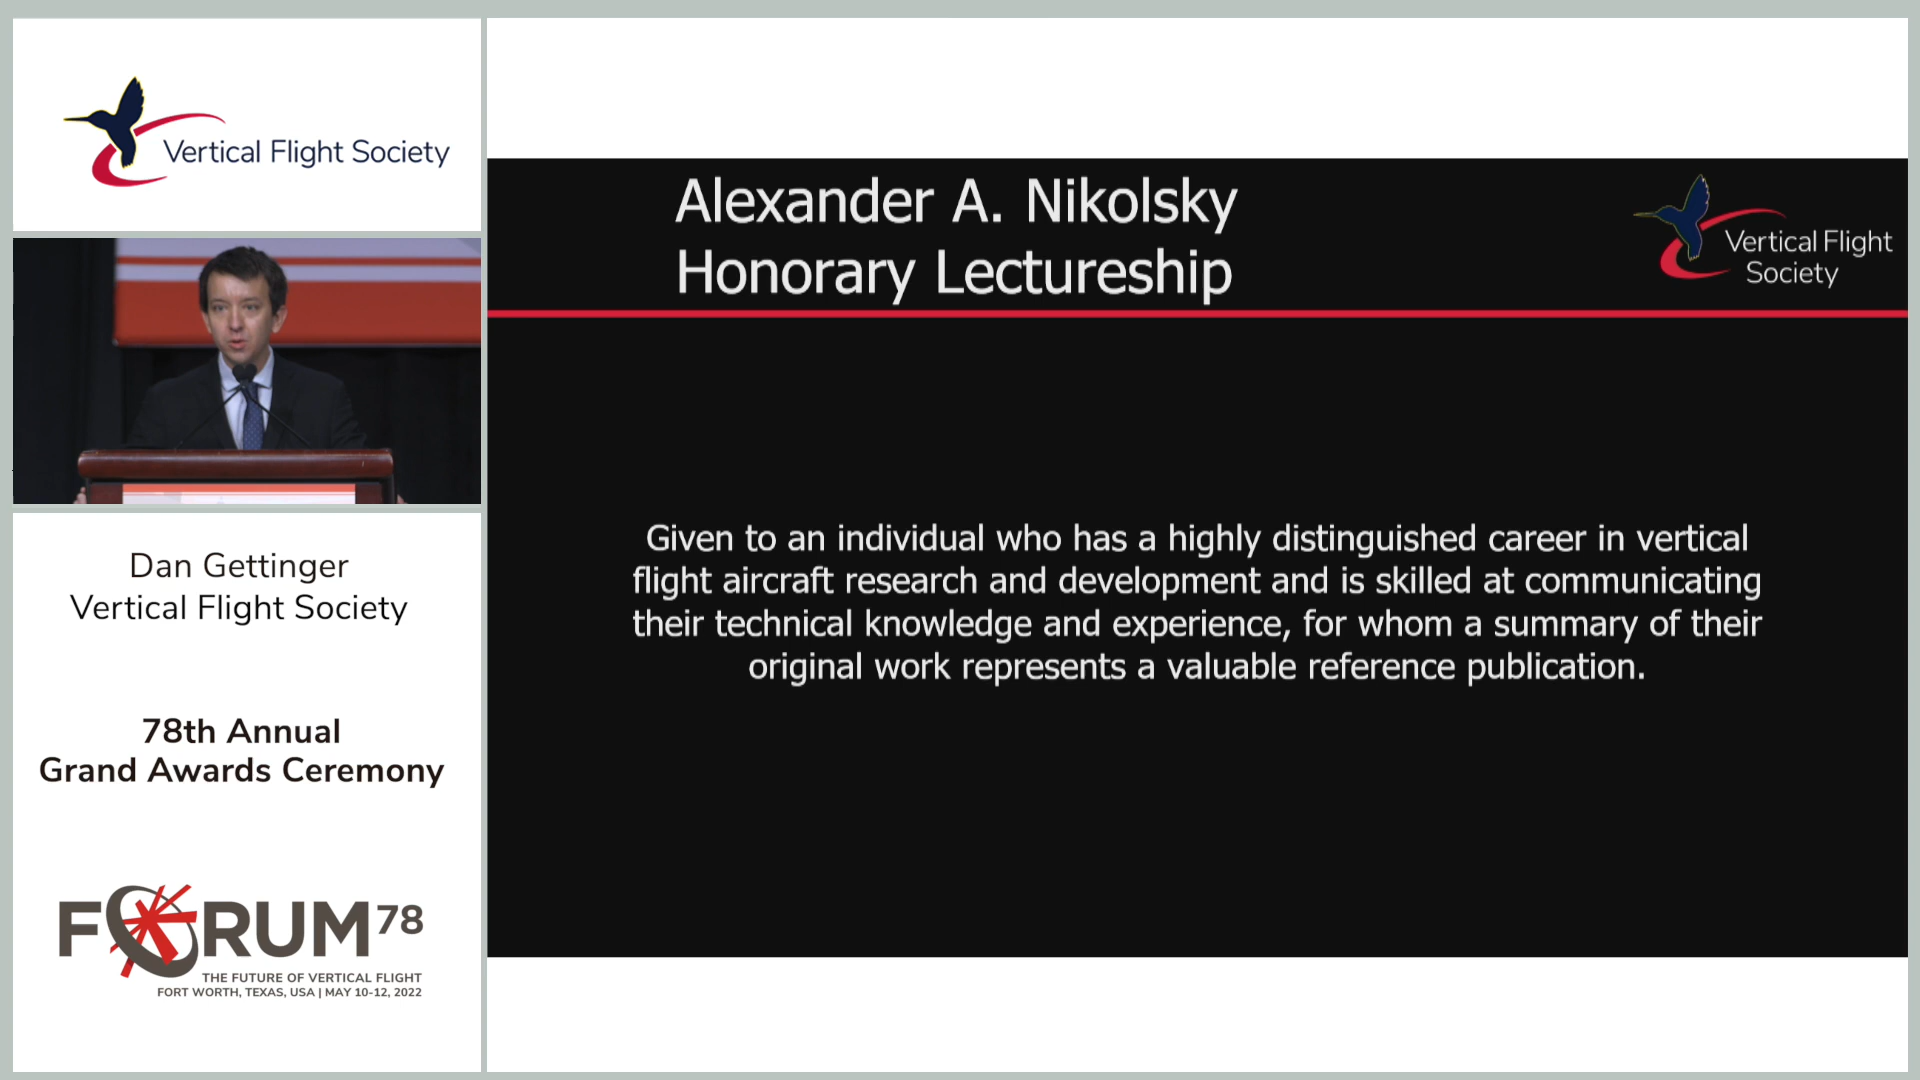 Vertical Flight Society
Dan Gettinger
Vertical Flight Society
78th Annual
Grand Awards Ceremony
FORUM 78
THE FUTURE OF VERTICAL FLIGHT
FORT WORTH, TEXAS, USA | MAY 10-12, 2022
Alexander A. Nikolsky
Honorary Lectureship
Vertical Flight
Society
Given to an individual who has a highly distinguished career in vertical
flight aircraft research and development and is skilled at communicating
their technical knowledge and experience, for whom a summary of their
original work represents a valuable reference publication.